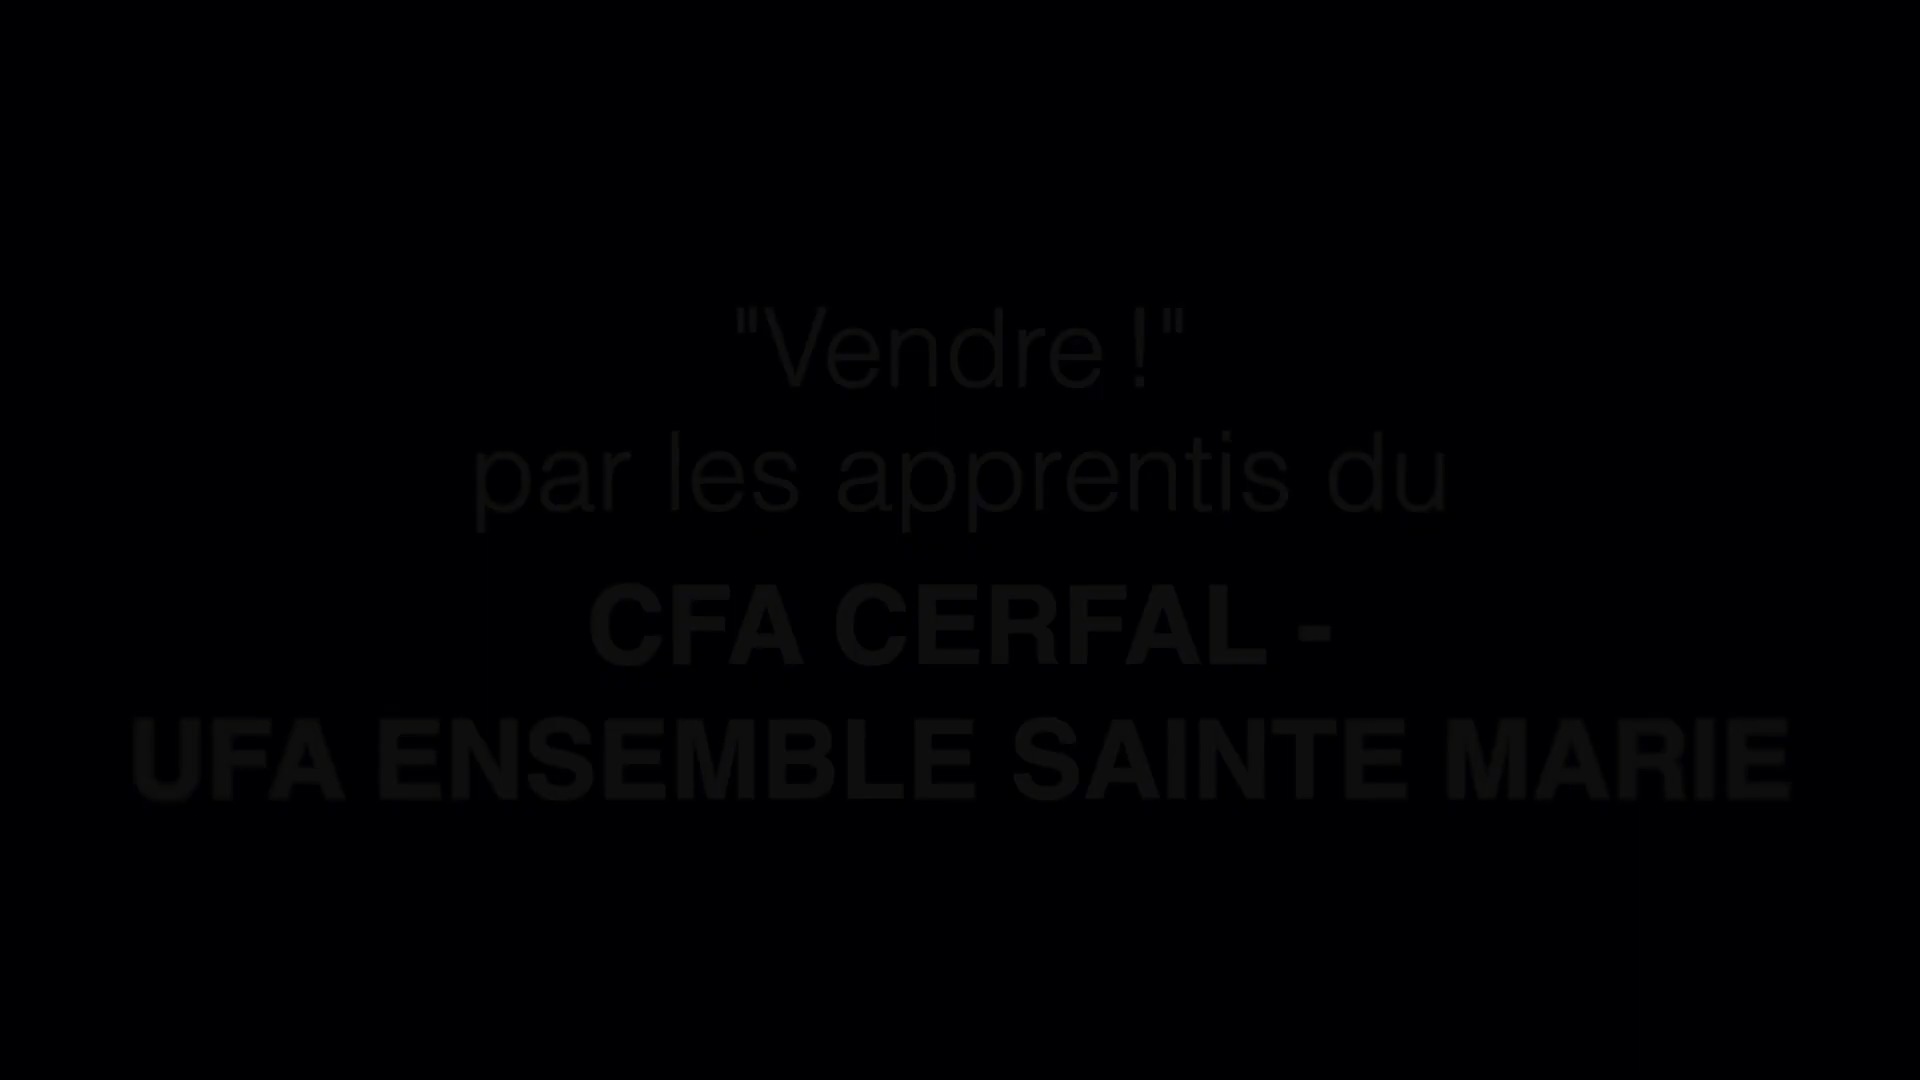 "Vendre !"
par les apprentis du
CFA CERFAL -
UFA ENSEMBLE SAINTE MARIE